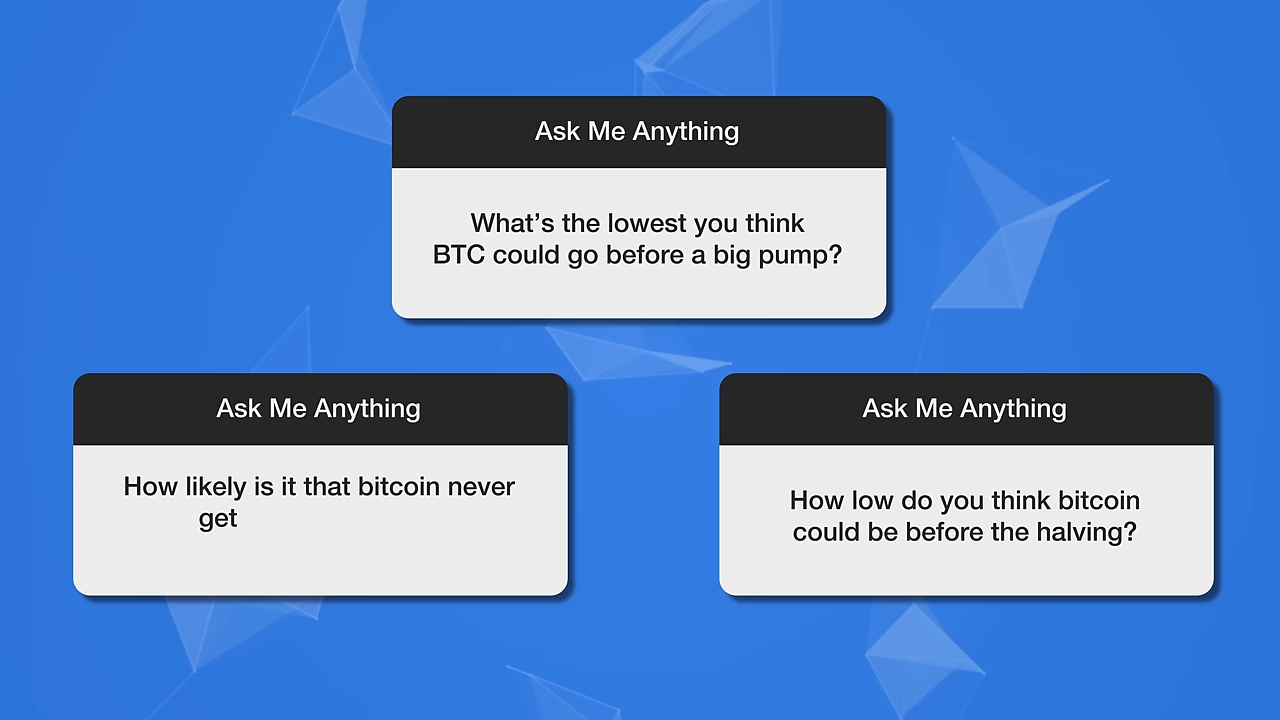 Ask Me Anything
What's the lowest you think
BTC could go before a big pump?
Ask Me Anything
How likely is it that bitcoin never
get
Ask Me Anything
How low do you think bitcoin
could be before the halving?